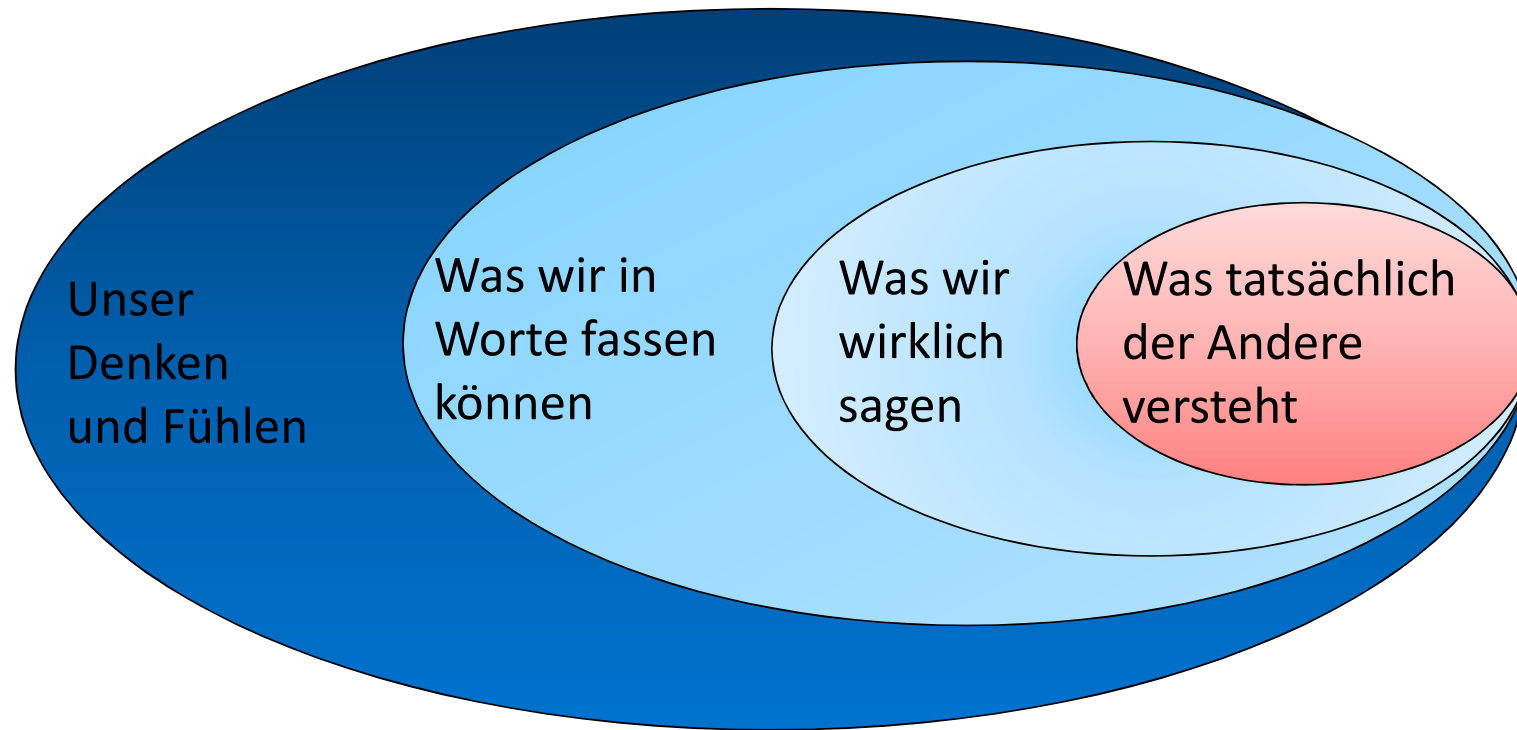 Unser
Denken
und Fühlen
Was wir in
Worte fassen
können
Was wir
wirklich
sagen
Was tatsächlich
der Andere
versteht